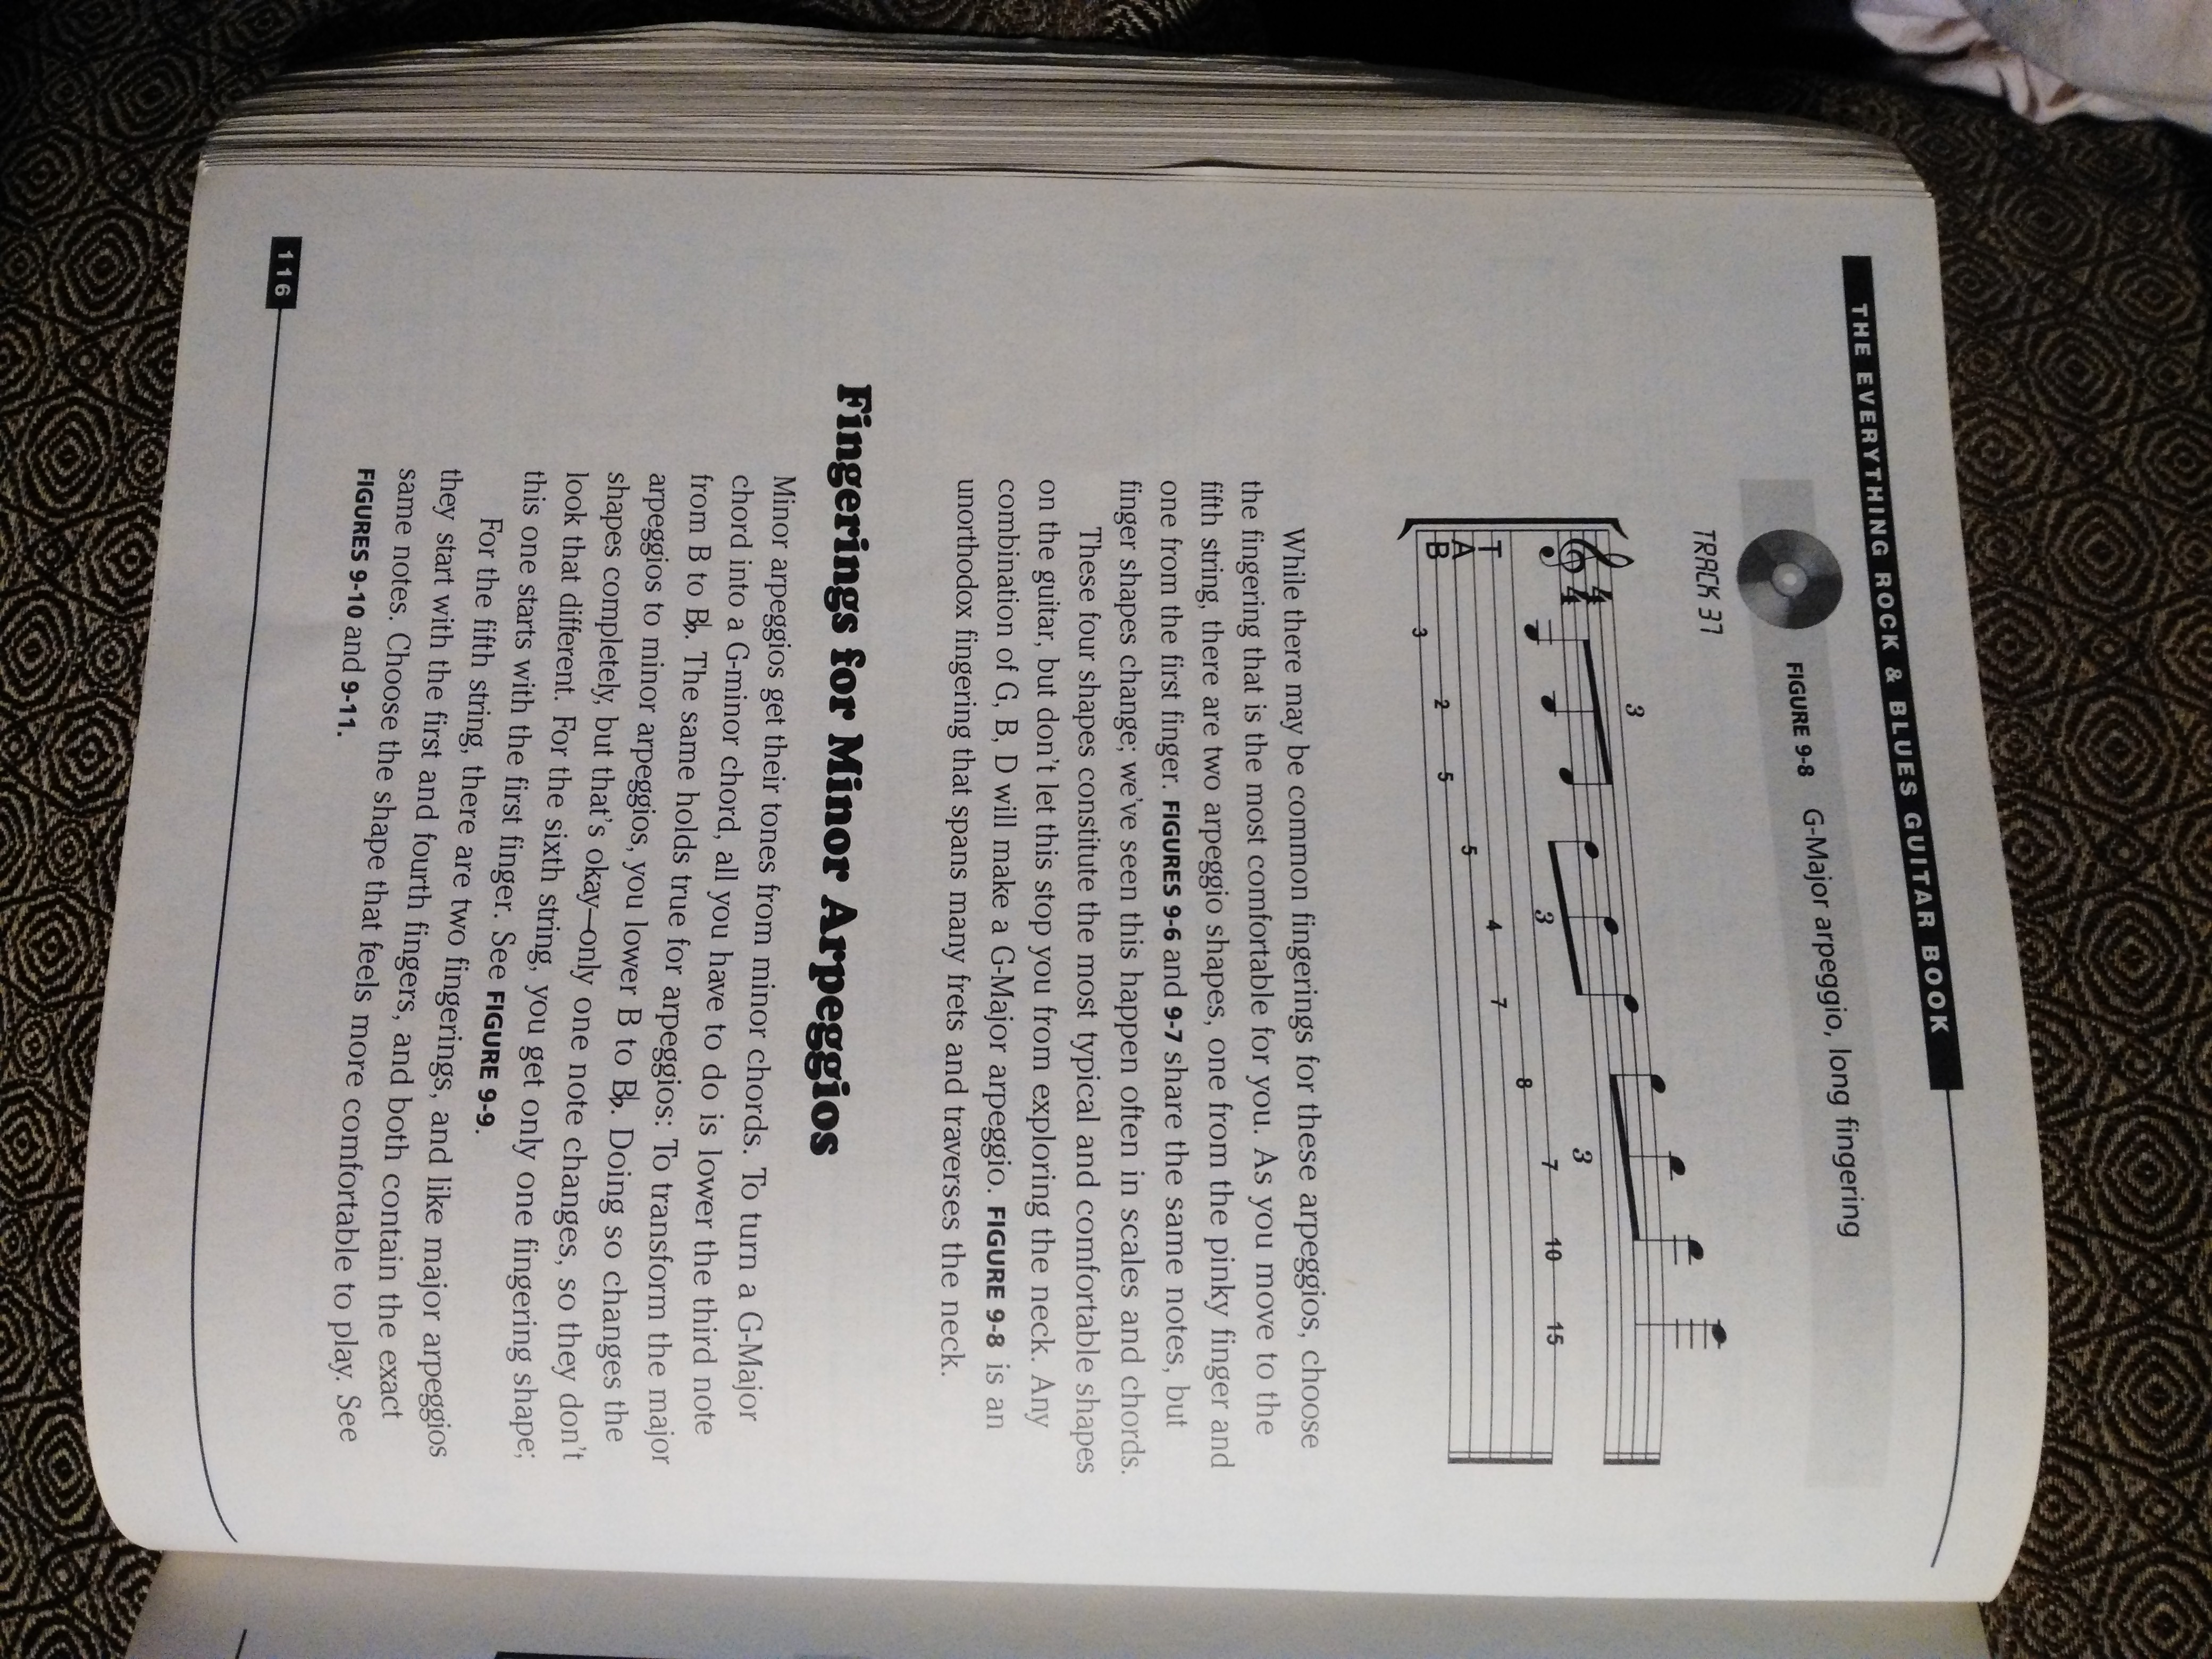 THE EVERYTHING ROCK & BLUES GUITAR BOOK
FIGURE 9-8 G-Major arpeggio, long fingering
TRACK 37
3
4
4
3
3
T
A
B
3 2 5 5 4 7 8 7 10 15
While there may be common fingerings for these arpeggios, choose
the fingering that is the most comfortable for you. As you move to the
fifth string, there are two arpeggio shapes, one from the pinky finger and
one from the first finger. FIGURES 9-6 and 9-7 share the same notes, but
finger shapes change; we've seen this happen often in scales and chords.
These four shapes constitute the most typical and comfortable shapes
on the guitar, but don't let this stop you from exploring the neck. Any
combination of G, B, D will make a G-Major arpeggio. FIGURE 9-8 is an
unorthodox fingering that spans many frets and traverses the neck.
Fingerings for Minor Arpeggios
Minor arpeggios get their tones from minor chords. To turn a G-Major
chord into a G-minor chord, all you have to do is lower the third note
from B to B♭. The same holds true for arpeggios: To transform the major
arpeggios to minor arpeggios, you lower B to B♭. Doing so changes the
shapes completely, but that's okay—only one note changes, so they don't
look that different. For the sixth string, you get only one fingering shape;
this one starts with the first finger. See FIGURE 9-9.
For the fifth string, there are two fingerings, and like major arpeggios
they start with the first and fourth fingers, and both contain the exact
same notes. Choose the shape that feels more comfortable to play. See
FIGURES 9-10 and 9-11.
116